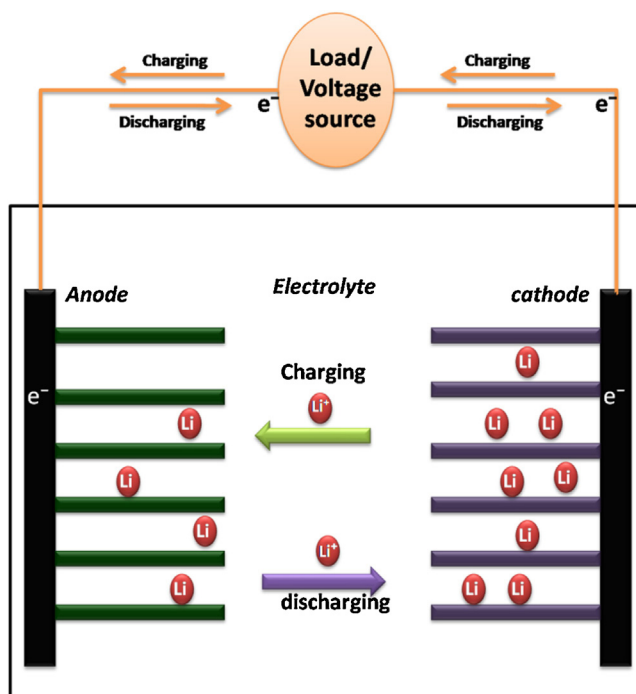 Charging
Discharging
e⁻
Load/
Voltage
source
Charging
Discharging
e⁻
Anode
Electrolyte
cathode
e⁻
e⁻
Charging
Li⁺
Li
Li
Li
Li
Li⁺
discharging
Li
Li
Li
Li
Li
Li
Li
Li